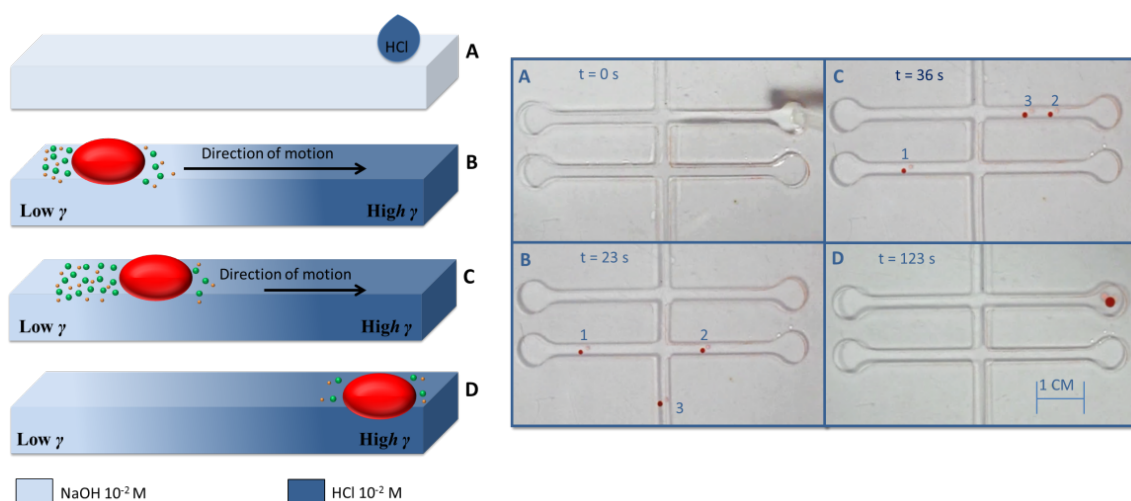 HCl
A
Direction of motion
B
Low γ
High γ
Direction of motion
C
Low γ
High γ
D
Low γ
High γ
NaOH 10⁻² M
HCl 10⁻² M
A
t = 0 s
C
t = 36 s
3
2
1
B
t = 23 s
1
2
3
D
t = 123 s
1 CM